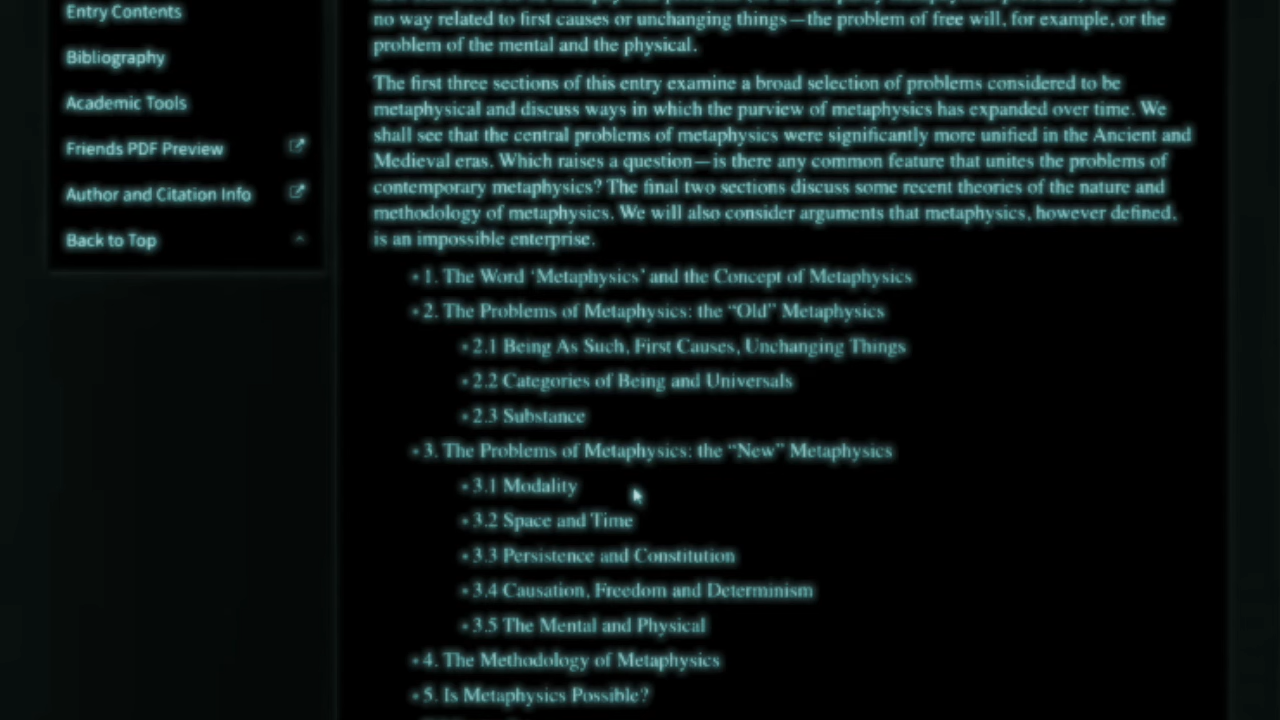 Entry Contents
Bibliography
Academic Tools
Friends PDF Preview
Author and Citation Info
Back to Top
no way related to first causes or unchanging things—the problem of free will, for example, or the
problem of the mental and the physical.
The first three sections of this entry examine a broad selection of problems considered to be
metaphysical and discuss ways in which the purview of metaphysics has expanded over time. We
shall see that the central problems of metaphysics were significantly more unified in the Ancient and
Medieval eras. Which raises a question—is there any common feature that unites the problems of
contemporary metaphysics? The final two sections discuss some recent theories of the nature and
methodology of metaphysics. We will also consider arguments that metaphysics, however defined,
is an impossible enterprise.
• 1. The Word ‘Metaphysics’ and the Concept of Metaphysics
• 2. The Problems of Metaphysics: the “Old” Metaphysics
• 2.1 Being As Such, First Causes, Unchanging Things
• 2.2 Categories of Being and Universals
• 2.3 Substance
• 3. The Problems of Metaphysics: the “New” Metaphysics
• 3.1 Modality
• 3.2 Space and Time
• 3.3 Persistence and Constitution
• 3.4 Causation, Freedom and Determinism
• 3.5 The Mental and Physical
• 4. The Methodology of Metaphysics
• 5. Is Metaphysics Possible?